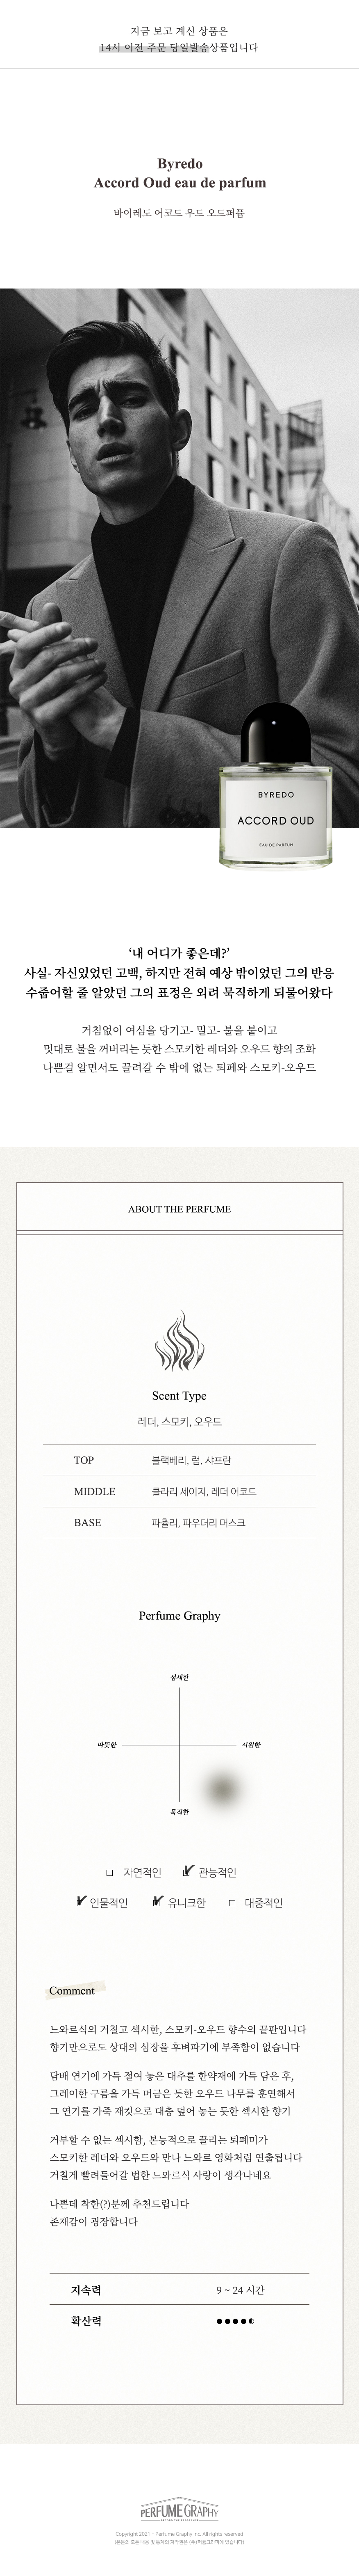 지금 보고 계신 상품은
14시 이전 주문 당일발송상품입니다
Byredo
Accord Oud eau de parfum
바이레도 어코드 우드 오드퍼퓸
BYREDO
ACCORD OUD
EAU DE PARFUM
‘내 어디가 좋은데?’
사실- 자신있었던 고백, 하지만 전혀 예상 밖이었던 그의 반응
수줍어할 줄 알았던 그의 표정은 외려 묵직하게 되물어왔다
거침없이 여심을 당기고- 밀고- 불을 붙이고
멋대로 불을 꺼버리는 듯한 스모키한 레더와 오우드 향의 조화
나쁜걸 알면서도 끌려갈 수 밖에 없는 퇴폐와 스모키-오우드
ABOUT THE PERFUME
Scent Type
레더, 스모키, 오우드
TOP 블랙베리, 럼, 샤프란
MIDDLE 클라리 세이지, 레더 어코드
BASE 파츌리, 파우더리 머스크
Perfume Graphy
섬세한
따뜻한 시원한
묵직한
자연적인 관능적인
인물적인 유니크한 대중적인
Comment
느와르식의 거칠고 섹시한, 스모키-오우드 향수의 끝판입니다
향기만으로도 상대의 심장을 후벼파기에 부족함이 없습니다
담배 연기에 가득 절여 놓은 대추를 한약재에 가득 담은 후,
그레이한 구름을 가득 머금은 듯한 오우드 나무를 훈연해서
그 연기를 가죽 재킷으로 대충 덮어 놓는 듯한 섹시한 향기
거부할 수 없는 섹시함, 본능적으로 끌리는 퇴폐미가
스모키한 레더와 오우드와 만나 느와르 영화처럼 연출됩니다
거칠게 빨려들어갈 법한 느와르식 사랑이 생각나네요
나쁜데 착한(?)분께 추천드립니다
존재감이 굉장합니다
지속력 9 ~ 24 시간
확산력
PERFUME GRAPHY
Copyright 2021 - Perfume Graphy Inc. All rights reserved